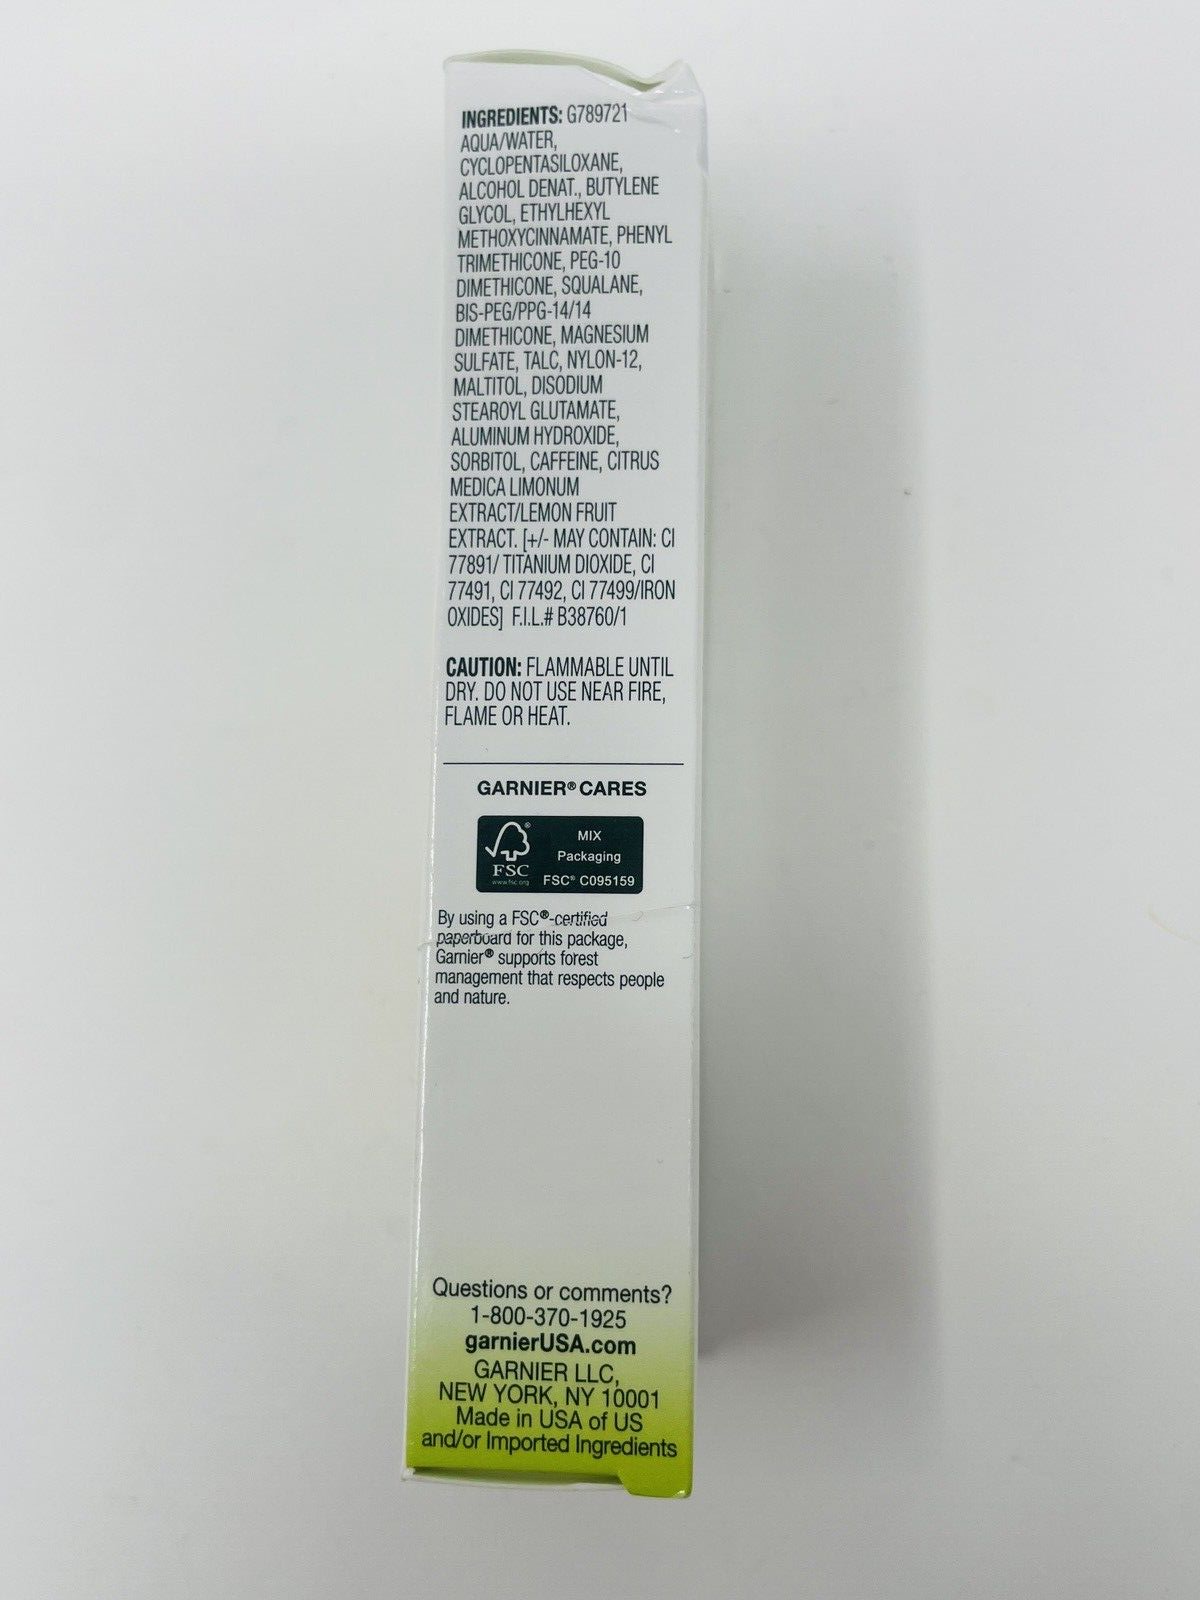 INGREDIENTS: G789721
AQUA/WATER,
CYCLOPENTASILOXANE,
ALCOHOL DENAT., BUTYLENE
GLYCOL, ETHYLHEXYL
METHOXYCINNAMATE, PHENYL
TRIMETHICONE, PEG-10
DIMETHICONE, SQUALANE,
BIS-PEG/PPG-14/14
DIMETHICONE, MAGNESIUM
SULFATE, TALC, NYLON-12,
MALTITOL, DISODIUM
STEAROYL GLUTAMATE,
ALUMINUM HYDROXIDE,
SORBITOL, CAFFEINE, CITRUS
MEDICA LIMONUM
EXTRACT/LEMON FRUIT
EXTRACT. [+/- MAY CONTAIN: CI
77891/ TITANIUM DIOXIDE, CI
77491, CI 77492, CI 77499/IRON
OXIDES] F.I.L.# B38760/1
CAUTION: FLAMMABLE UNTIL
DRY. DO NOT USE NEAR FIRE,
FLAME OR HEAT.
GARNIER® CARES
FSC
www.fsc.org
MIX
Packaging
FSC® C095159
By using a FSC®-certified
paperboard for this package,
Garnier® supports forest
management that respects people
and nature.
Questions or comments?
1-800-370-1925
garnierUSA.com
GARNIER LLC,
NEW YORK, NY 10001
Made in USA of US
and/or Imported Ingredients